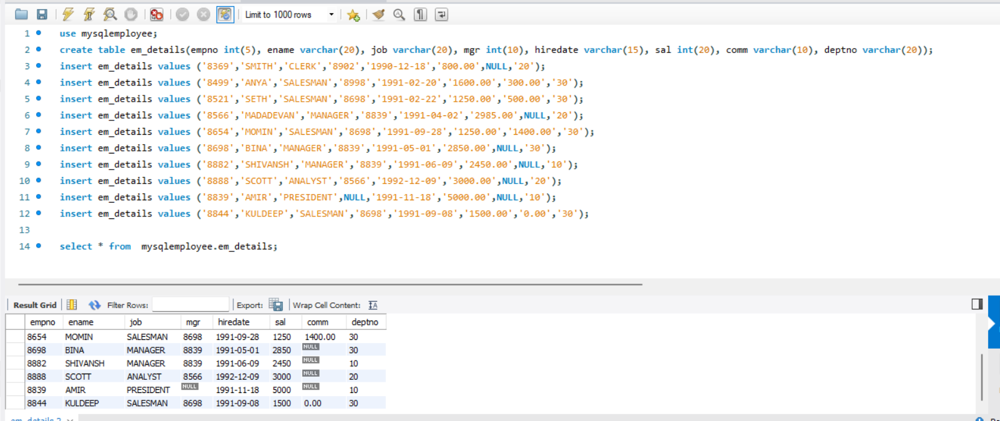 Limit to 1000 rows
1 use mysqlemployee;
2 create table em_details(empno int(5), ename varchar(20), job varchar(20), mgr int(10), hiredate varchar(15), sal int(20), comm varchar(10), deptno varchar(20));
3 insert em_details values ('8369','SMITH','CLERK','8902','1990-12-18','800.00',NULL,'20');
4 insert em_details values ('8499','ANYA','SALESMAN','8998','1991-02-20','1600.00','300.00','30');
5 insert em_details values ('8521','SETH','SALESMAN','8698','1991-02-22','1250.00','500.00','30');
6 insert em_details values ('8566','MADADEVAN','MANAGER','8839','1991-04-02','2985.00',NULL,'20');
7 insert em_details values ('8654','MOMIN','SALESMAN','8698','1991-09-28','1250.00','1400.00','30');
8 insert em_details values ('8698','BINA','MANAGER','8839','1991-05-01','2850.00',NULL,'30');
9 insert em_details values ('8882','SHIVANSH','MANAGER','8839','1991-06-09','2450.00',NULL,'10');
10 insert em_details values ('8888','SCOTT','ANALYST','8566','1992-12-09','3000.00',NULL,'20');
11 insert em_details values ('8839','AMIR','PRESIDENT',NULL,'1991-11-18','5000.00',NULL,'10');
12 insert em_details values ('8844','KULDEEP','SALESMAN','8698','1991-09-08','1500.00','0.00','30');
13
14 select * from  mysqlemployee.em_details;
Result Grid Filter Rows: Export: Wrap Cell Content:
empno ename job mgr hiredate sal comm deptno
8654 MOMIN SALESMAN 8698 1991-09-28 1250 1400.00 30
8698 BINA MANAGER 8839 1991-05-01 2850 NULL 30
8882 SHIVANSH MANAGER 8839 1991-06-09 2450 NULL 10
8888 SCOTT ANALYST 8566 1992-12-09 3000 NULL 20
8839 AMIR PRESIDENT NULL 1991-11-18 5000 NULL 10
8844 KULDEEP SALESMAN 8698 1991-09-08 1500 0.00 30
em_details 2